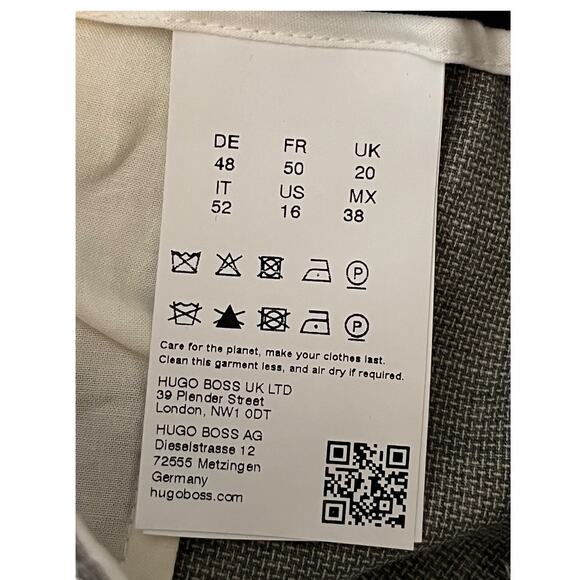 DE FR UK
48 50 20
IT US MX
52 16 38
P
P
Care for the planet, make your clothes last.
Clean this garment less, and air dry if required.
HUGO BOSS UK LTD
39 Plender Street
London, NW1 0DT
HUGO BOSS AG
Dieselstrasse 12
72555 Metzingen
Germany
hugoboss.com